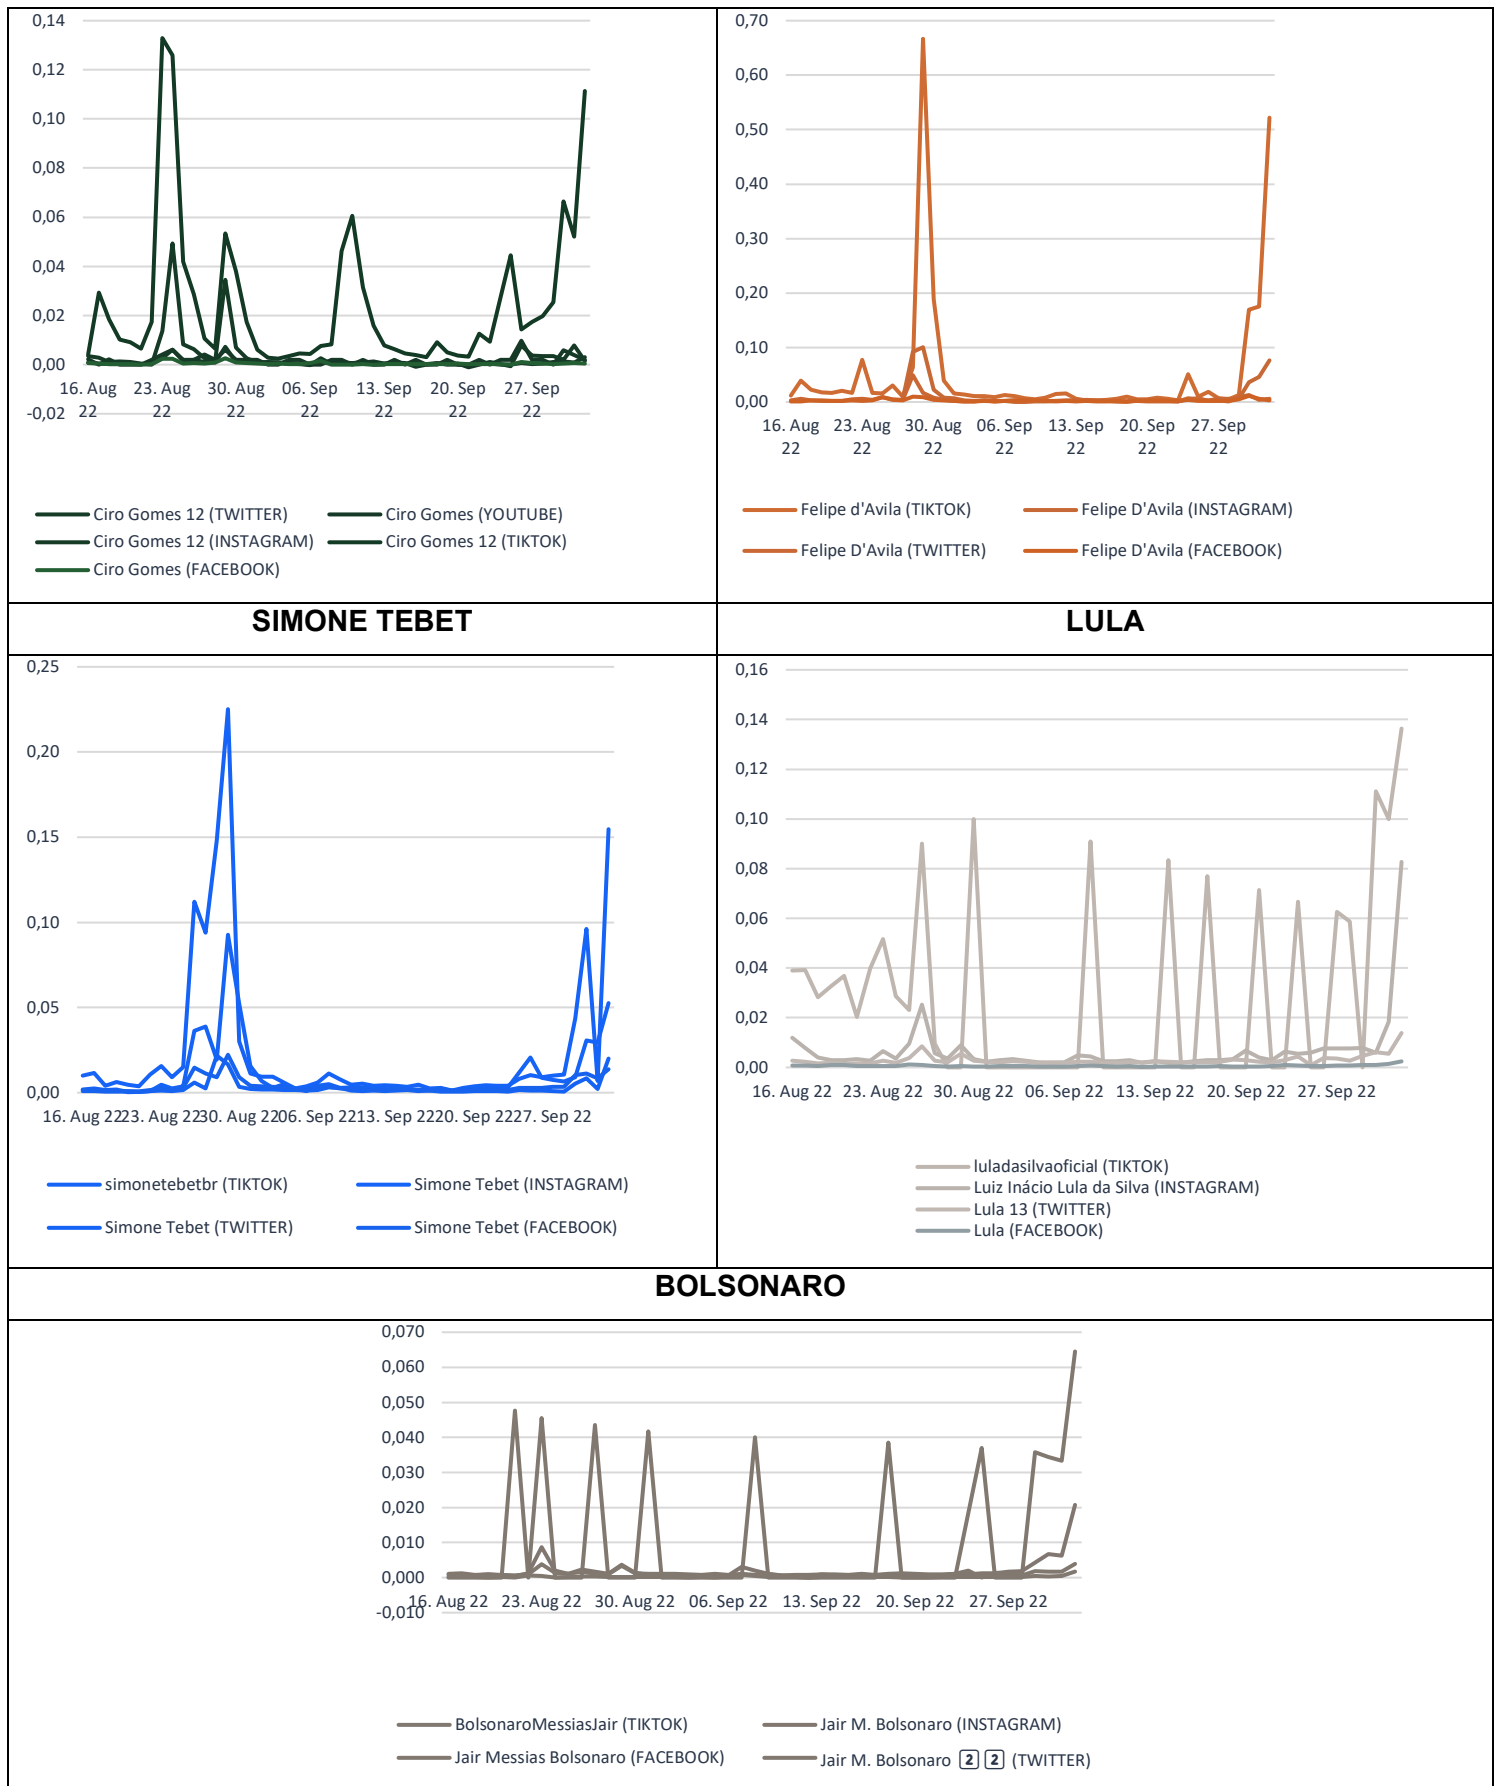 0,14
0,12
0,10
0,08
0,06
0,04
0,02
0,00
-0,02
16. Aug 22
23. Aug 22
30. Aug 22
06. Sep 22
13. Sep 22
20. Sep 22
27. Sep 22
Ciro Gomes 12 (TWITTER)
Ciro Gomes (YOUTUBE)
Ciro Gomes 12 (INSTAGRAM)
Ciro Gomes 12 (TIKTOK)
Ciro Gomes (FACEBOOK)
0,70
0,60
0,50
0,40
0,30
0,20
0,10
0,00
16. Aug 22
23. Aug 22
30. Aug 22
06. Sep 22
13. Sep 22
20. Sep 22
27. Sep 22
Felipe d'Avila (TIKTOK)
Felipe D'Avila (INSTAGRAM)
Felipe D'Avila (TWITTER)
Felipe D'Avila (FACEBOOK)
SIMONE TEBET
0,25
0,20
0,15
0,10
0,05
0,00
16. Aug 22
23. Aug 22
30. Aug 22
06. Sep 22
13. Sep 22
20. Sep 22
27. Sep 22
simonetebetbr (TIKTOK)
Simone Tebet (INSTAGRAM)
Simone Tebet (TWITTER)
Simone Tebet (FACEBOOK)
LULA
0,16
0,14
0,12
0,10
0,08
0,06
0,04
0,02
0,00
16. Aug 22
23. Aug 22
30. Aug 22
06. Sep 22
13. Sep 22
20. Sep 22
27. Sep 22
luladasilvaoficial (TIKTOK)
Luiz Inácio Lula da Silva (INSTAGRAM)
Lula 13 (TWITTER)
Lula (FACEBOOK)
BOLSONARO
0,070
0,060
0,050
0,040
0,030
0,020
0,010
0,000
-0,010
16. Aug 22
23. Aug 22
30. Aug 22
06. Sep 22
13. Sep 22
20. Sep 22
27. Sep 22
BolsonaroMessiasJair (TIKTOK)
Jair M. Bolsonaro (INSTAGRAM)
Jair Messias Bolsonaro (FACEBOOK)
Jair M. Bolsonaro 2️⃣2️⃣ (TWITTER)